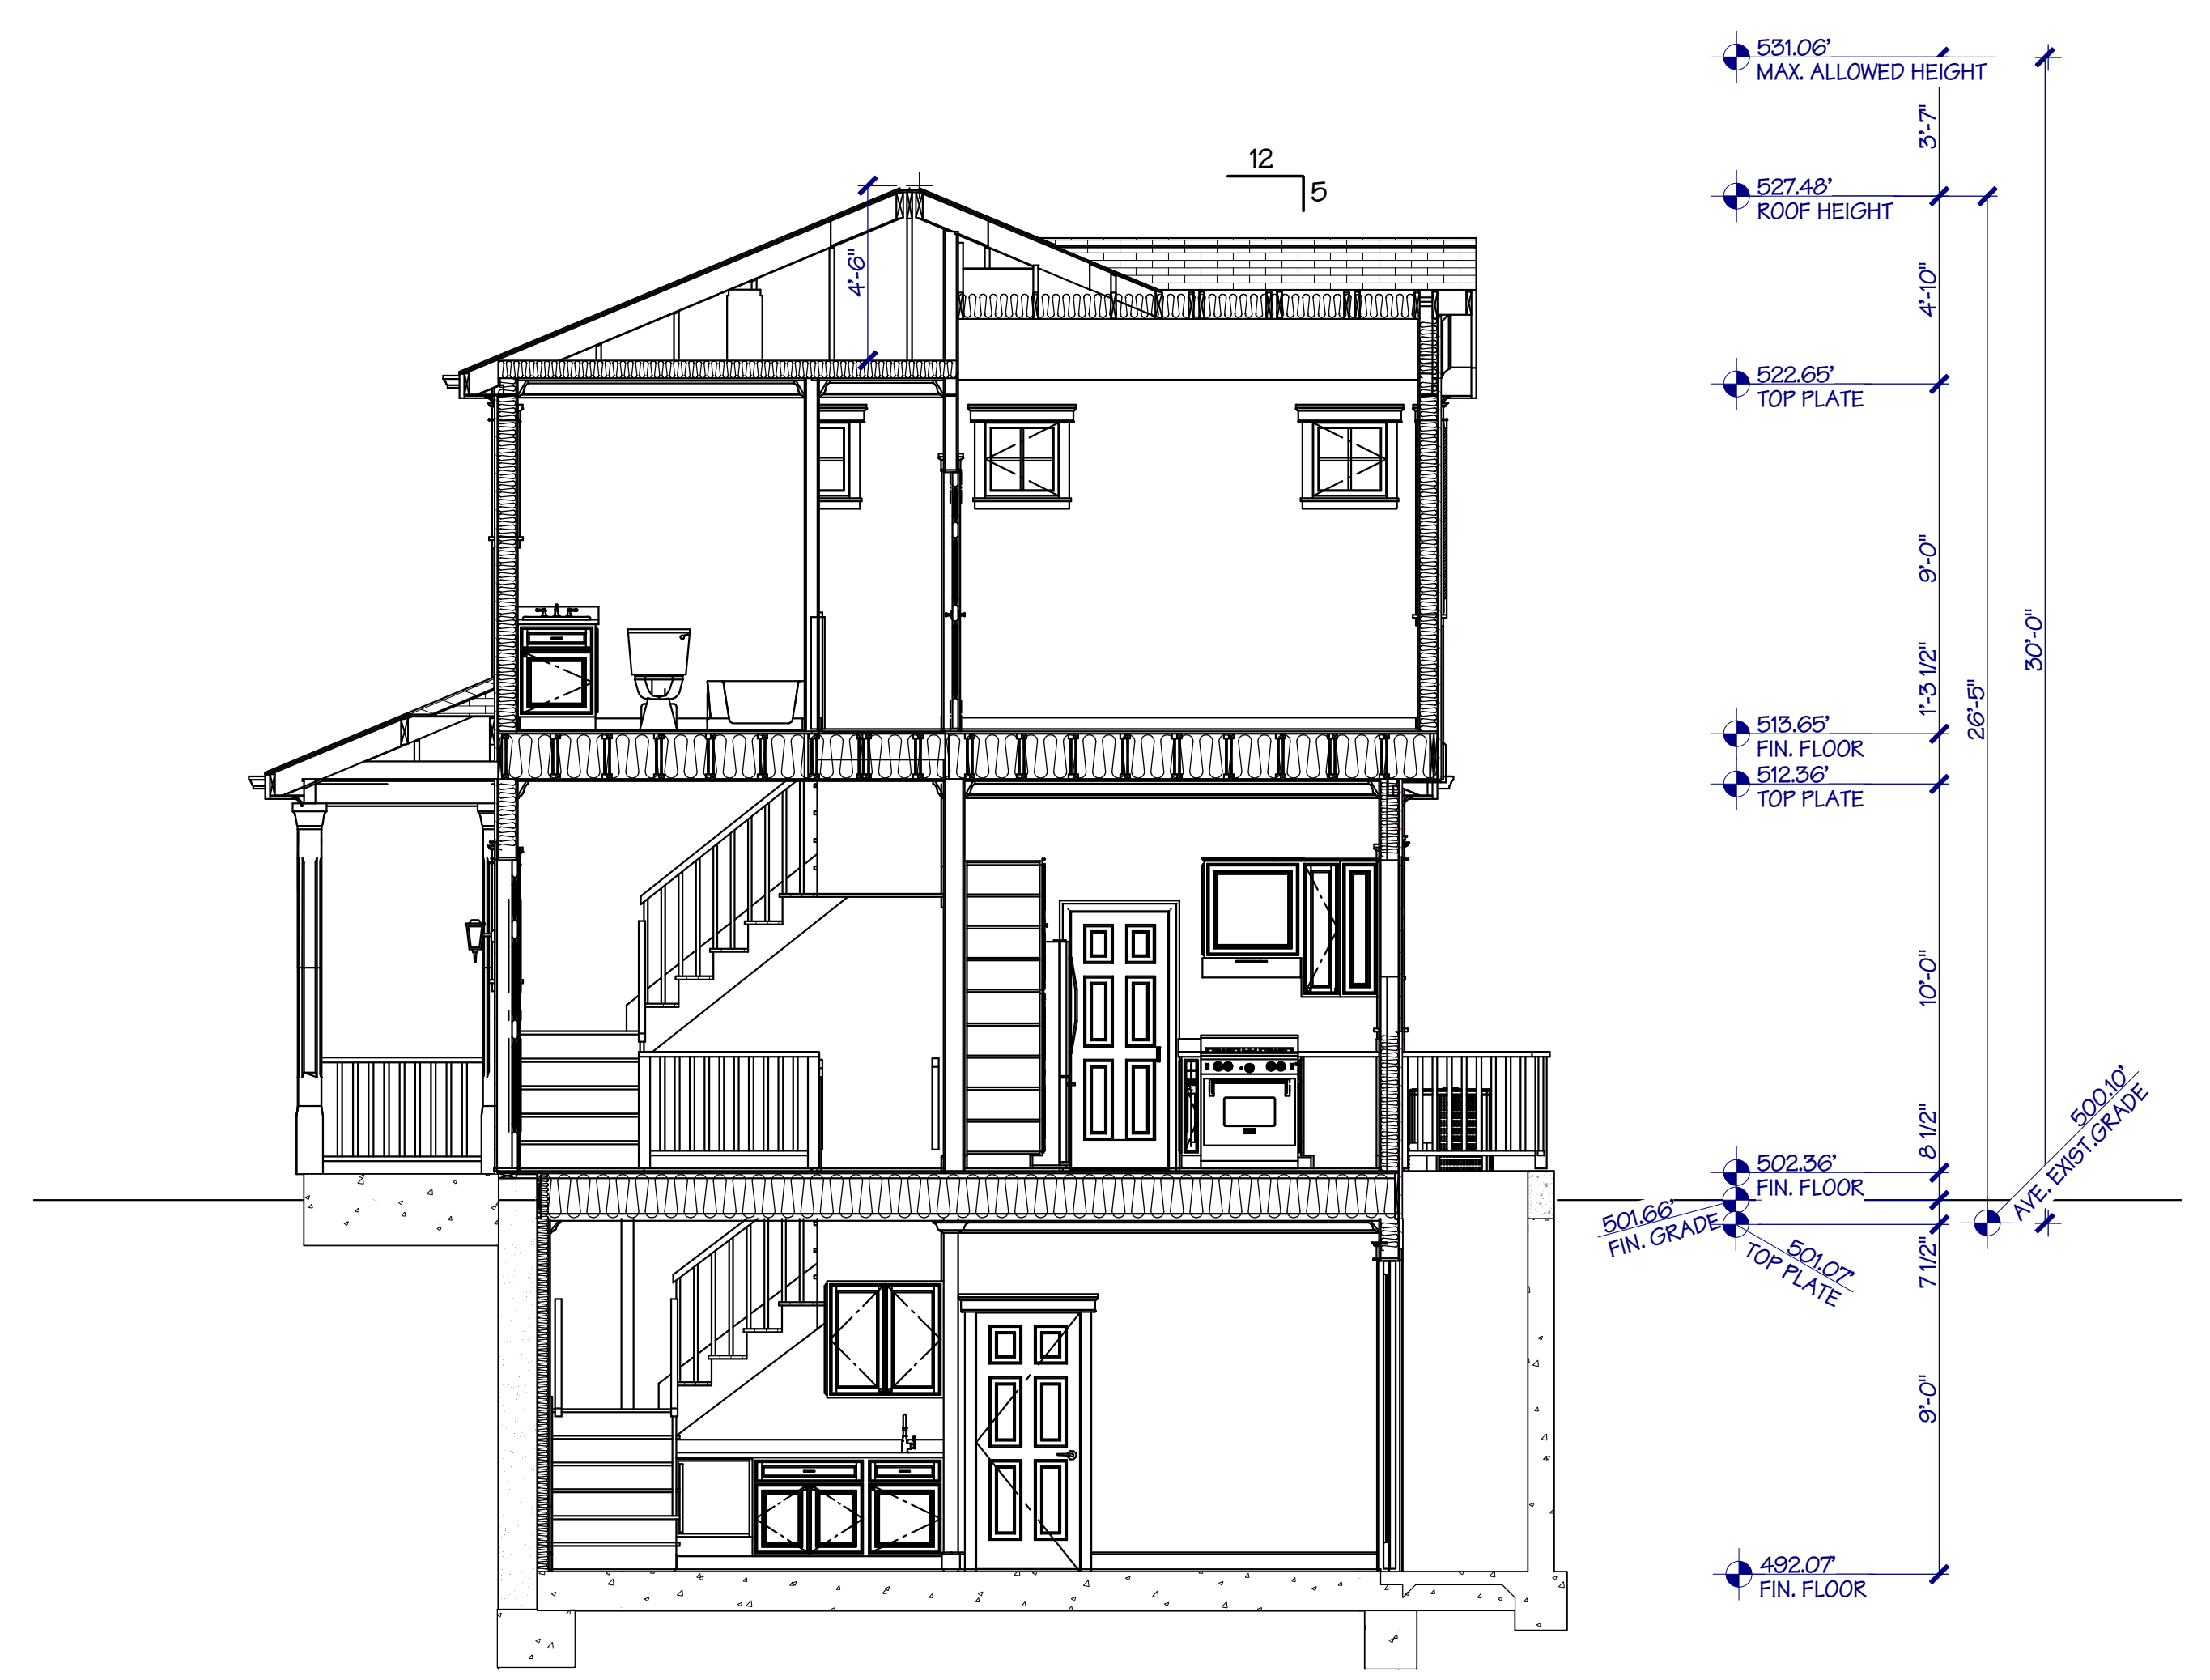 531.06'
MAX. ALLOWED HEIGHT
3'-7"
12
5
527.48'
ROOF HEIGHT
4'-6"
4'-10"
522.65'
TOP PLATE
9'-0"
30'-0"
1'-3 1/2"
26'-5"
513.65'
FIN. FLOOR
512.36'
TOP PLATE
10'-0"
8 1/2"
500.10'
AVE. EXIST.GRADE
502.36'
FIN. FLOOR
501.66'
FIN. GRADE
501.07'
TOP PLATE
7 1/2"
9'-0"
492.07'
FIN. FLOOR